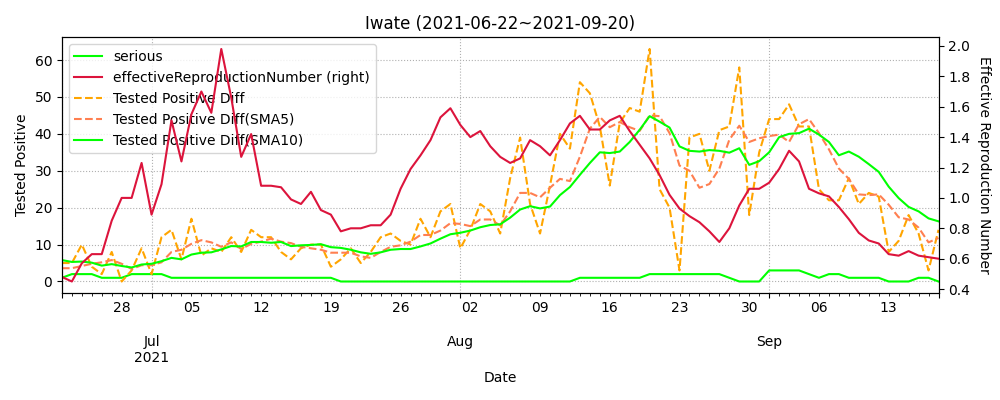 Iwate (2021-06-22~2021-09-20)
serious
effectiveReproductionNumber (right)
Tested Positive Diff
Tested Positive Diff(SMA5)
Tested Positive Diff(SMA10)
Tested Positive
60
50
40
30
20
10
0
2.0
1.8
1.6
1.4
1.2
1.0
0.8
0.6
0.4
Effective Reproduction Number
28 05 12 19 26 02 09 16 23 30 06 13
Jul Aug Sep
2021
Date